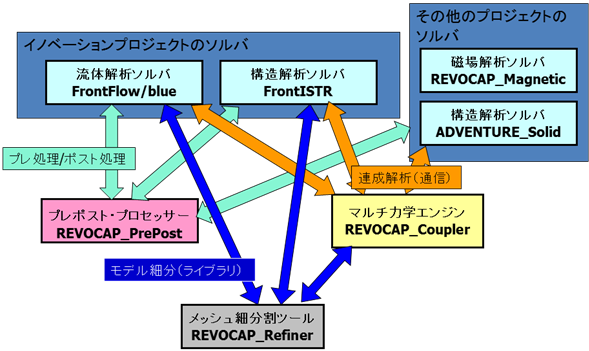 イノベーションプロジェクトのソルバ
流体解析ソルバ
FrontFlow/blue
構造解析ソルバ
FrontISTR
その他のプロジェクトの
ソルバ
磁場解析ソルバ
REVOCAP_Magnetic
構造解析ソルバ
ADVENTURE_Solid
プレ処理/ポスト処理
連成解析(通信)
プレポスト・プロセッサー
REVOCAP_PrePost
マルチ力学エンジン
REVOCAP_Coupler
モデル細分(ライブラリ)
メッシュ細分割ツール
REVOCAP_Refiner